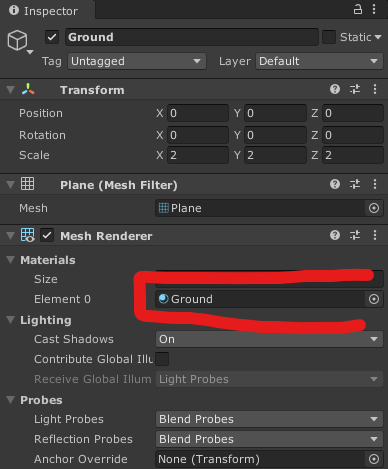 Inspector
Ground Static
Tag Untagged Layer Default
Transform
Position X 0 Y 0 Z 0
Rotation X 0 Y 0 Z 0
Scale X 2 Y 2 Z 2
Plane (Mesh Filter)
Mesh Plane
Mesh Renderer
Materials
Size
Element 0 Ground
Lighting
Cast Shadows On
Contribute Global Illu
Receive Global Illum Light Probes
Probes
Light Probes Blend Probes
Reflection Probes Blend Probes
Anchor Override None (Transform)